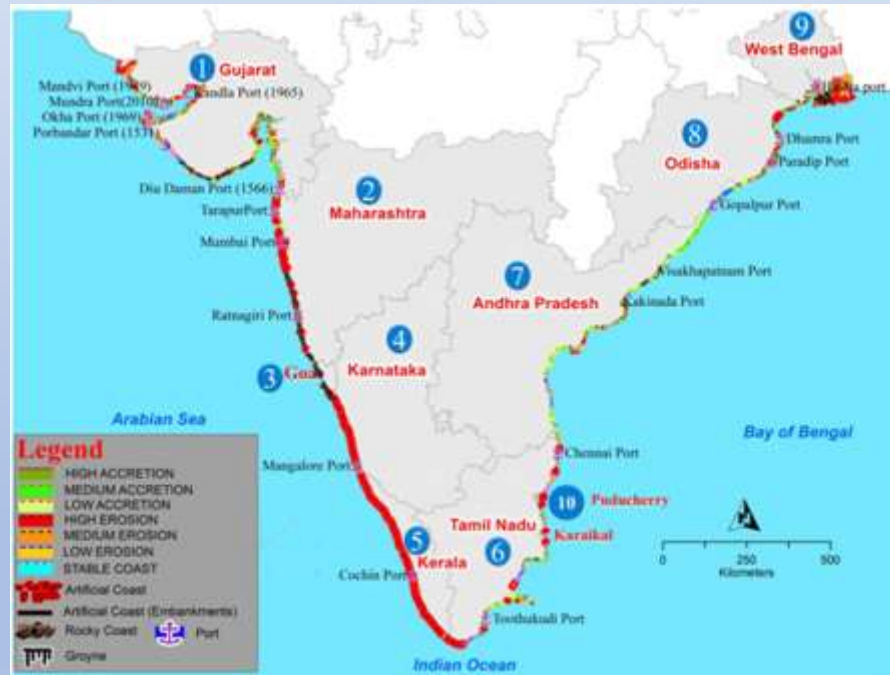 9
West Bengal
1 Gujarat
Mandvi Port (1949)
Kandla Port (1965)
Mundra Port(2010)
Okha Port (1969)
Porbandar Port (1531)
port
8
Odisha
Dhamra Port
Paradip Port
Diu Daman Port (1566)
2
Maharashtra
TarapurPort
Gopalpur Port
Mumbai Port
7
Andhra Pradesh
Visakhapatnam Port
Kakinada Port
Ratnagiri Port
4
Karnataka
3 Goa
Arabian Sea
Bay of Bengal
Legend
HIGH ACCRETION
MEDIUM ACCRETION
LOW ACCRETION
HIGH EROSION
MEDIUM EROSION
LOW EROSION
STABLE COAST
Artificial Coast
Artificial Coast (Embankments)
Rocky Coast
Port
Groyne
Mangalore Port
Chennai Port
10 Puducherry
Tamil Nadu
Karaikal
5
Kerala
6
Cochin Port
Toothukudi Port
0 250 500
Kilometers
Indian Ocean